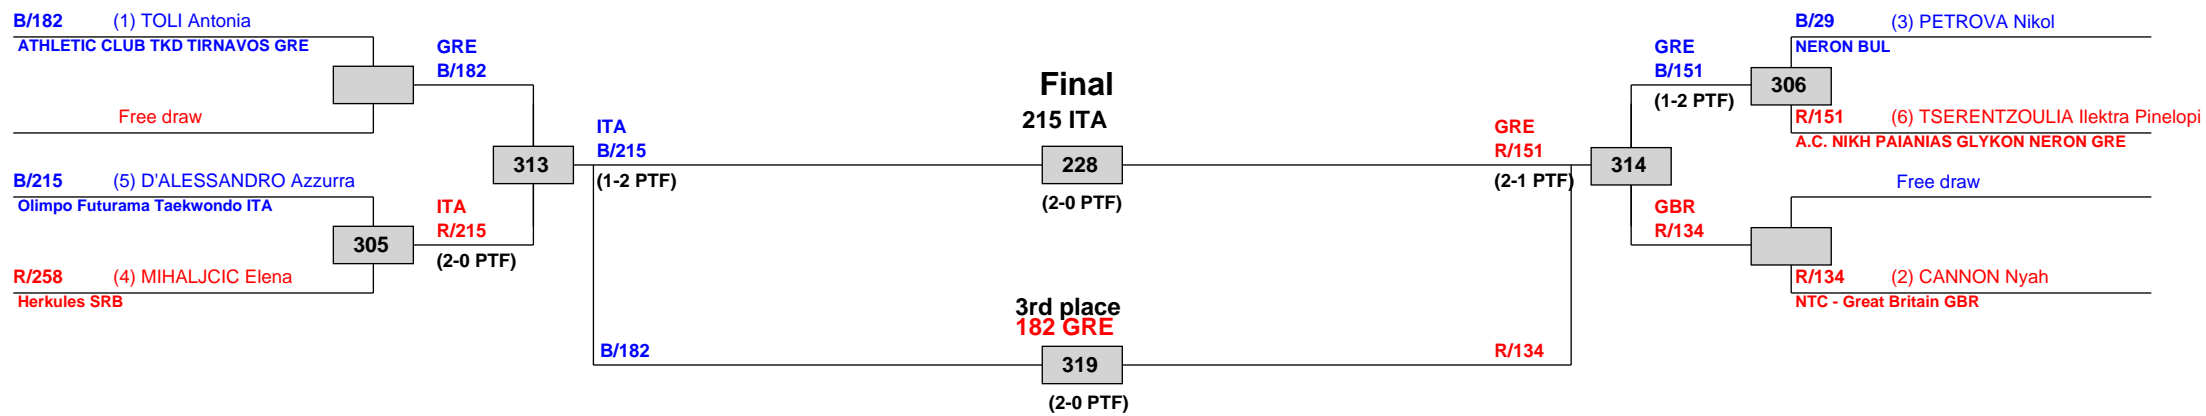 B/182 (1) TOLI Antonia
ATHLETIC CLUB TKD TIRNAVOS GRE
Free draw
B/215 (5) D'ALESSANDRO Azzurra
Olimpo Futurama Taekwondo ITA
305
R/258 (4) MIHALJCIC Elena
Herkules SRB
GRE
B/182
313
ITA
R/215
(2-0 PTF)
ITA
B/215
(1-2 PTF)
Final
215 ITA
228
(2-0 PTF)
3rd place
182 GRE
B/182
319
R/134
(2-0 PTF)
GRE
R/151
(2-1 PTF)
314
GRE
B/151
(1-2 PTF)
GBR
R/134
B/29 (3) PETROVA Nikol
NERON BUL
306
R/151 (6) TSERENTZOULIA Ilektra Pinelopi
A.C. NIKH PAIANIAS GLYKON NERON GRE
Free draw
R/134 (2) CANNON Nyah
NTC - Great Britain GBR